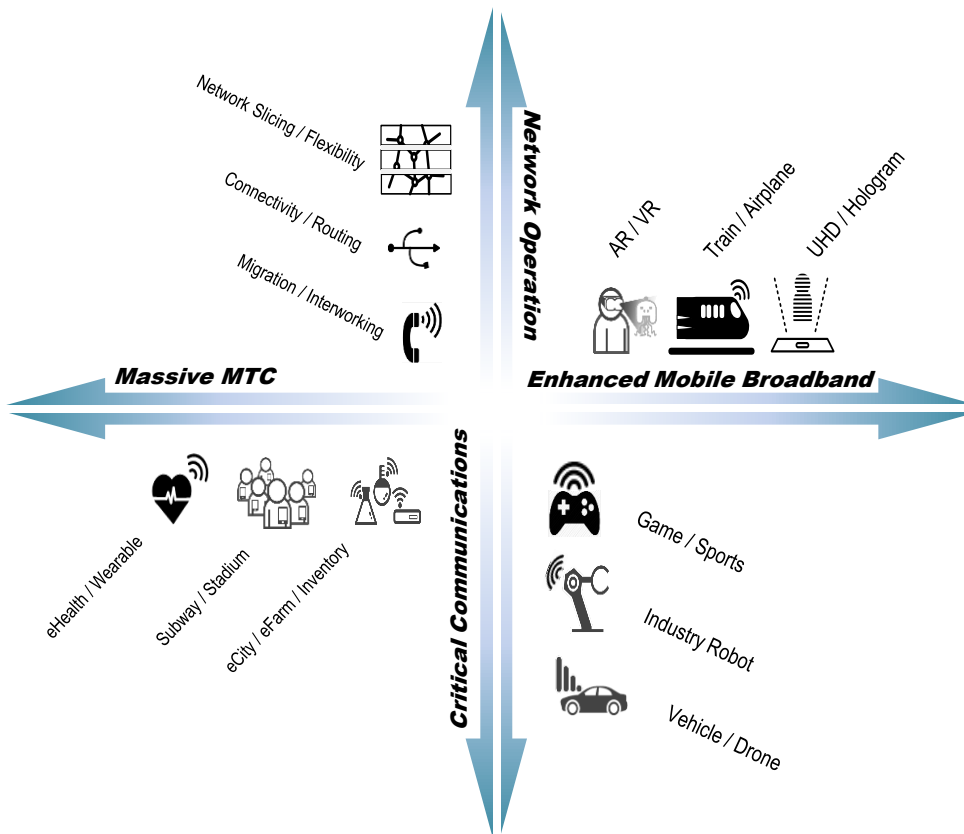 Network Slicing / Flexibility
Connectivity / Routing
Migration / Interworking
Network Operation
AR / VR
Train / Airplane
UHD / Hologram
Massive MTC
Enhanced Mobile Broadband
eHealth / Wearable
Subway / Stadium
eCity / eFarm / Inventory
Critical Communications
Game / Sports
Industry Robot
Vehicle / Drone